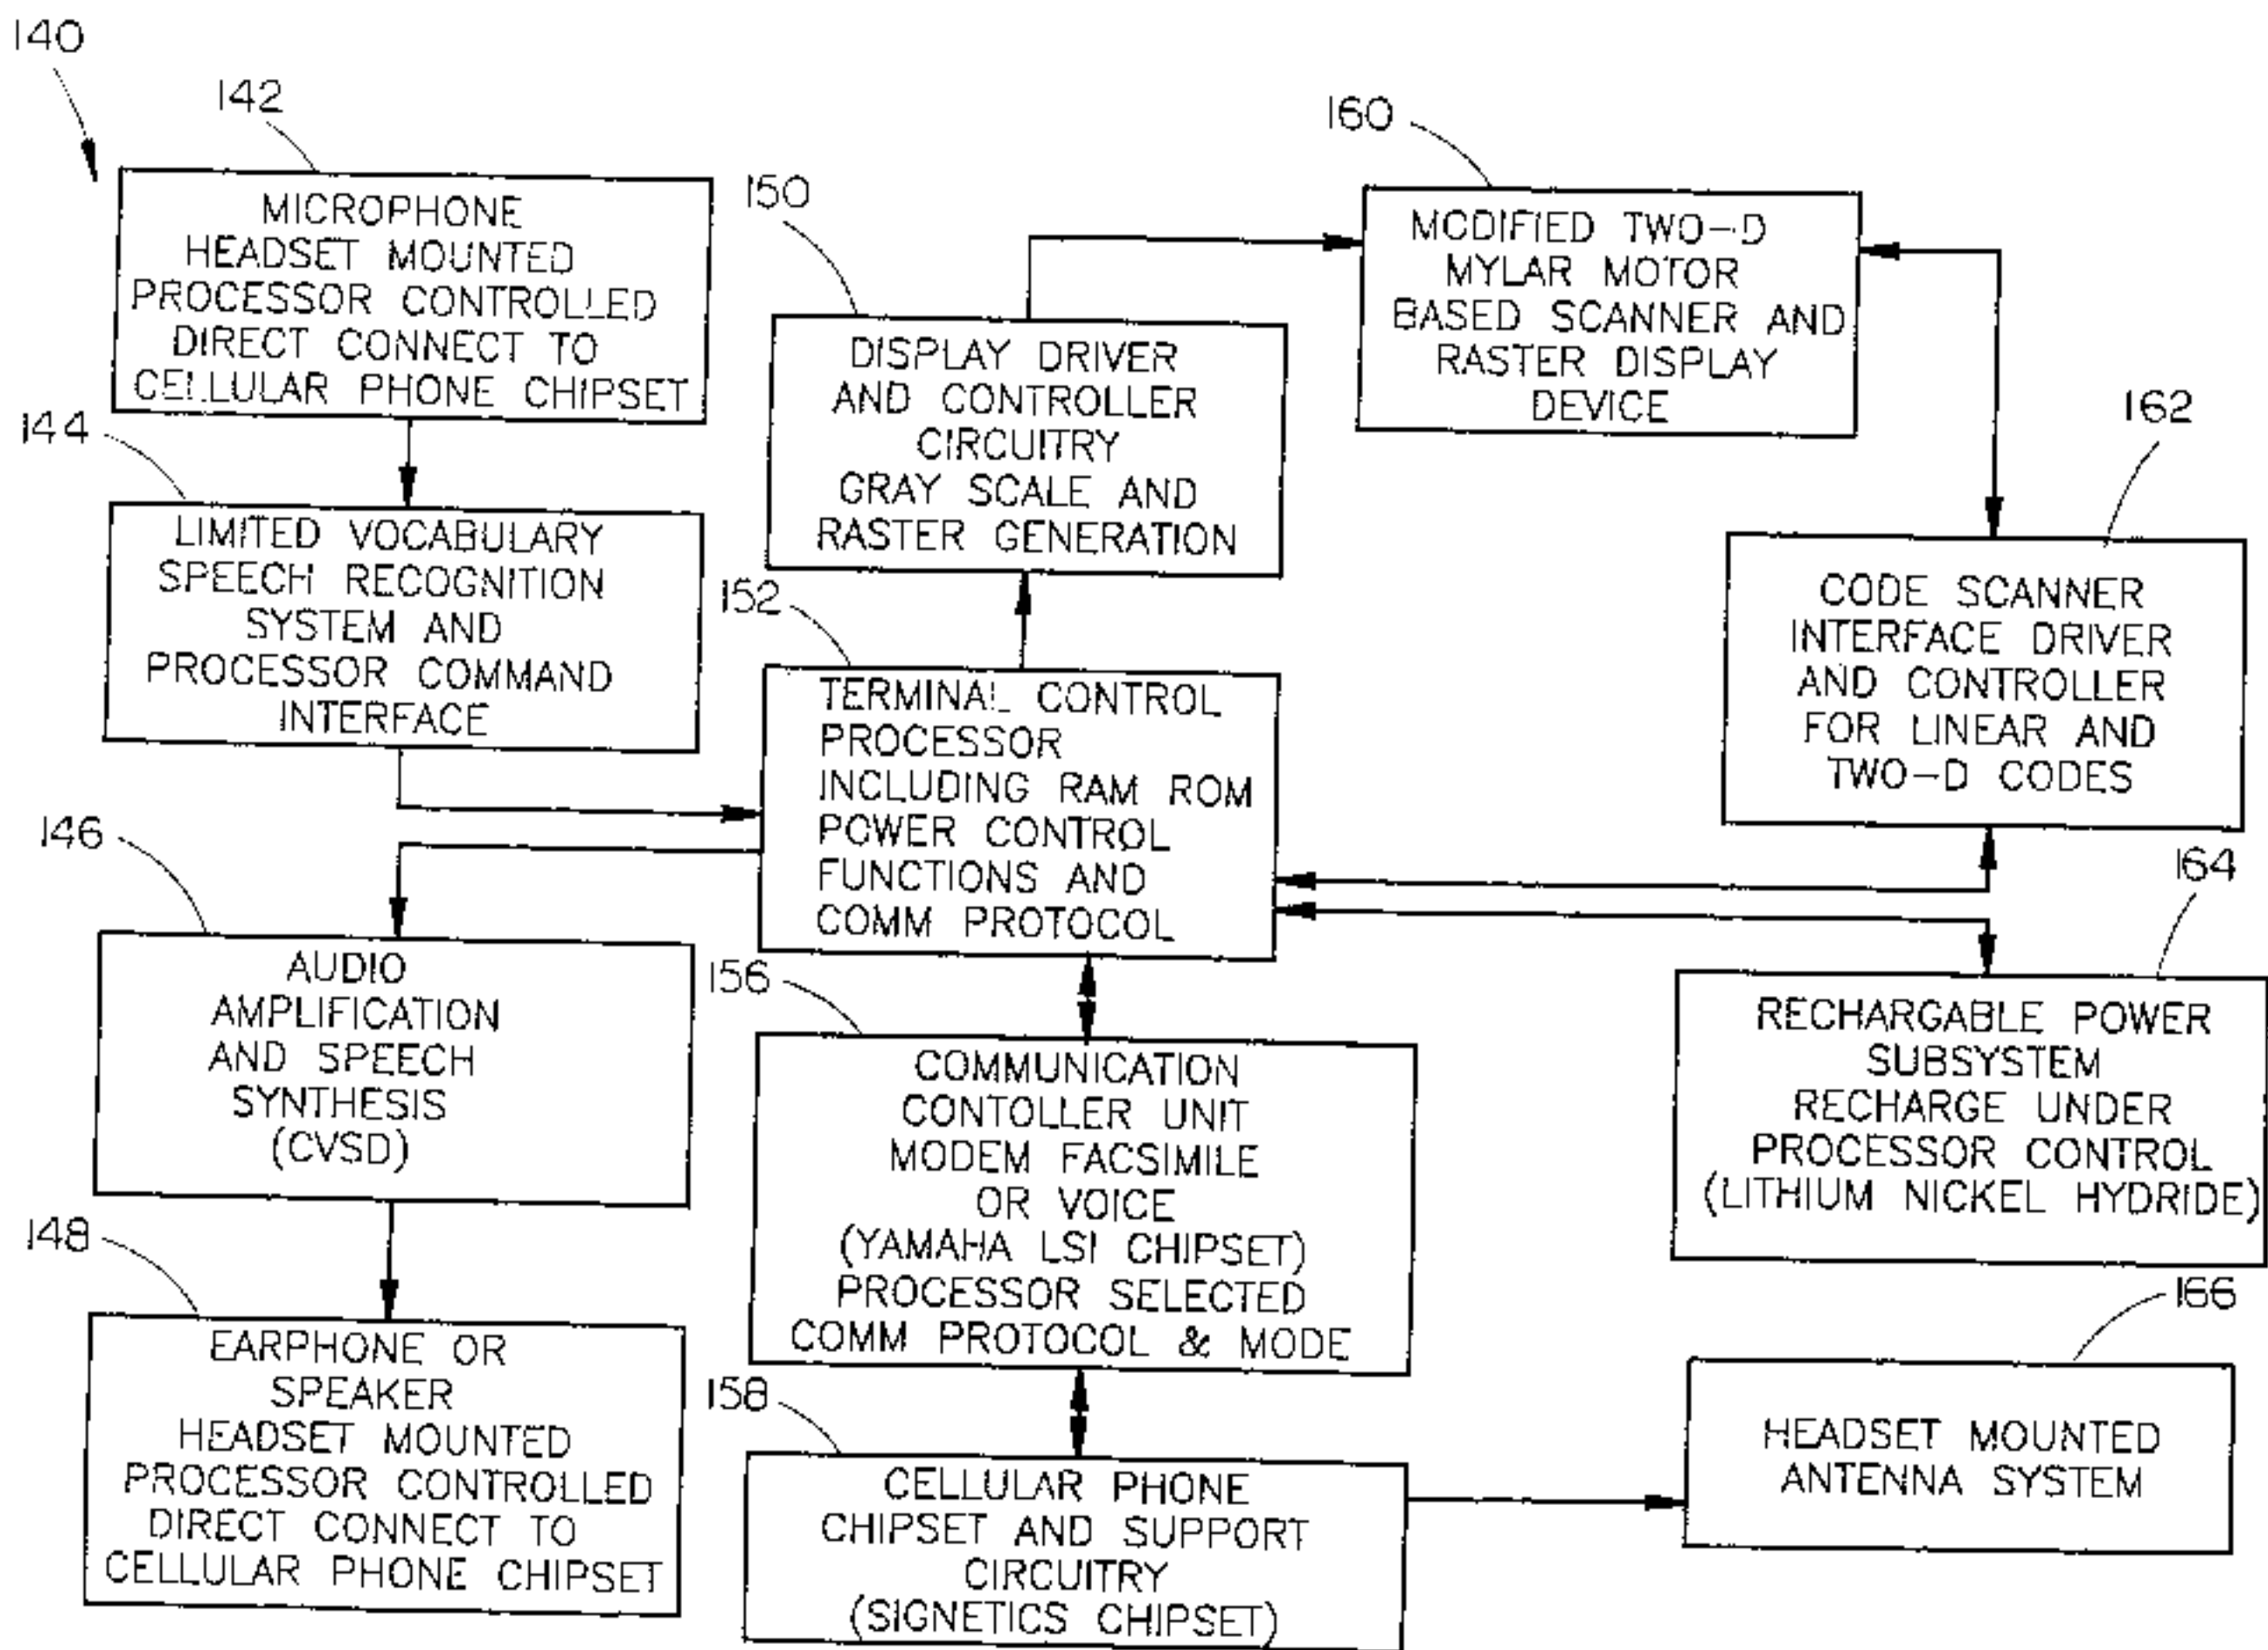 140
142
MICROPHONE
HEADSET MOUNTED
PROCESSOR CONTROLLED
DIRECT CONNECT TO
CELLULAR PHONE CHIPSET
144
LIMITED VOCABULARY
SPEECH RECOGNITION
SYSTEM AND
PROCESSOR COMMAND
INTERFACE
146
AUDIO
AMPLIFICATION
AND SPEECH
SYNTHESIS
(CVSD)
148
EARPHONE OR
SPEAKER
HEADSET MOUNTED
PROCESSOR CONTROLLED
DIRECT CONNECT TO
CELLULAR PHONE CHIPSET
150
DISPLAY DRIVER
AND CONTROLLER
CIRCUITRY
GRAY SCALE AND
RASTER GENERATION
152
TERMINAL CONTROL
PROCESSOR
INCLUDING RAM ROM
POWER CONTROL
FUNCTIONS AND
COMM PROTOCOL
156
COMMUNICATION
CONTOLLER UNIT
MODEM FACSIMILE
OR VOICE
(YAMAHA LSI CHIPSET)
PROCESSOR SELECTED
COMM PROTOCOL & MODE
158
CELLULAR PHONE
CHIPSET AND SUPPORT
CIRCUITRY
(SIGNETICS CHIPSET)
160
MODIFIED TWO-D
MYLAR MOTOR
BASED SCANNER AND
RASTER DISPLAY
DEVICE
162
CODE SCANNER
INTERFACE DRIVER
AND CONTROLLER
FOR LINEAR AND
TWO-D CODES
164
RECHARGABLE POWER
SUBSYSTEM
RECHARGE UNDER
PROCESSOR CONTROL
(LITHIUM NICKEL HYDRIDE)
166
HEADSET MOUNTED
ANTENNA SYSTEM